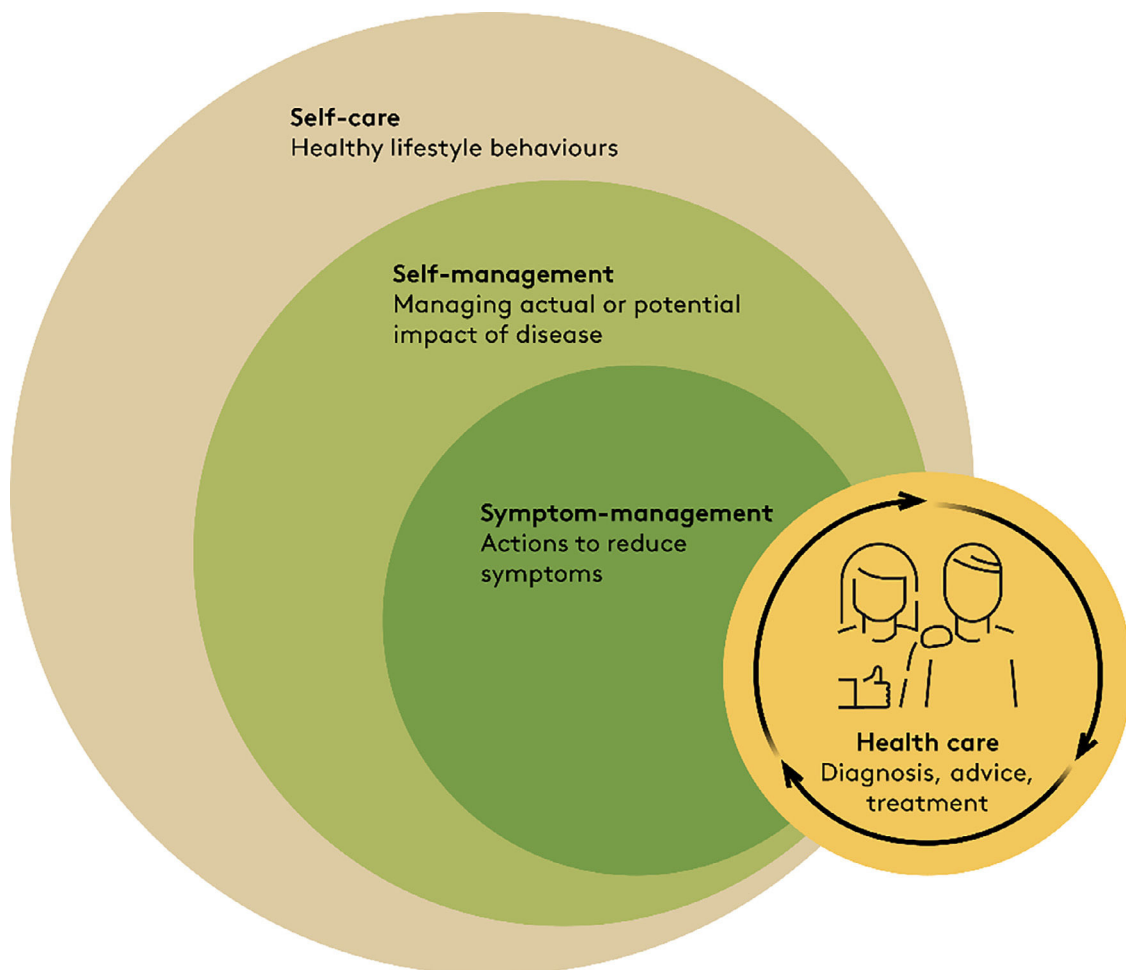 Self-care
Healthy lifestyle behaviours
Self-management
Managing actual or potential
impact of disease
Symptom-management
Actions to reduce
symptoms
Health care
Diagnosis, advice,
treatment